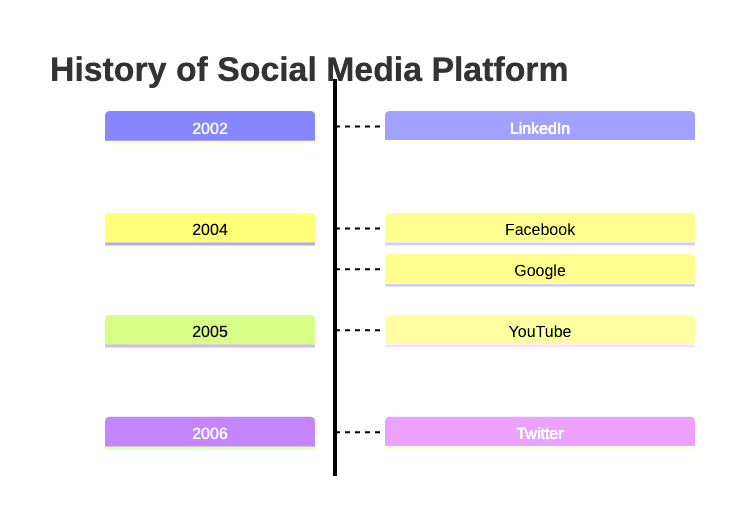 History of Social Media Platform
2002
LinkedIn
2004
Facebook
Google
2005
YouTube
2006
Twitter